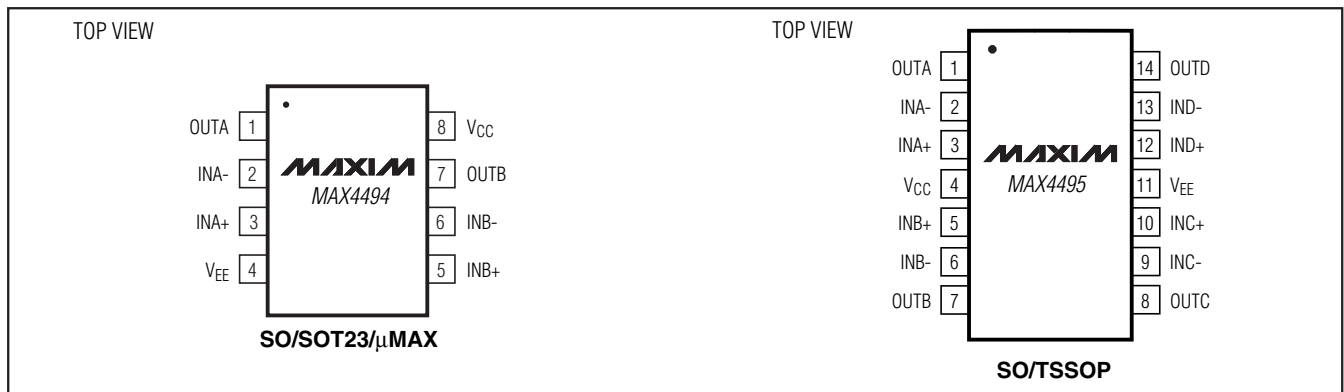 TOP VIEW
OUTA 1
INA- 2
INA+ 3
VEE 4
8 VCC
7 OUTB
6 INB-
5 INB+
MAXIM
MAX4494
SO/SOT23/µMAX
TOP VIEW
OUTA 1
INA- 2
INA+ 3
VCC 4
INB+ 5
INB- 6
OUTB 7
14 OUTD
13 IND-
12 IND+
11 VEE
10 INC+
9 INC-
8 OUTC
MAXIM
MAX4495
SO/TSSOP